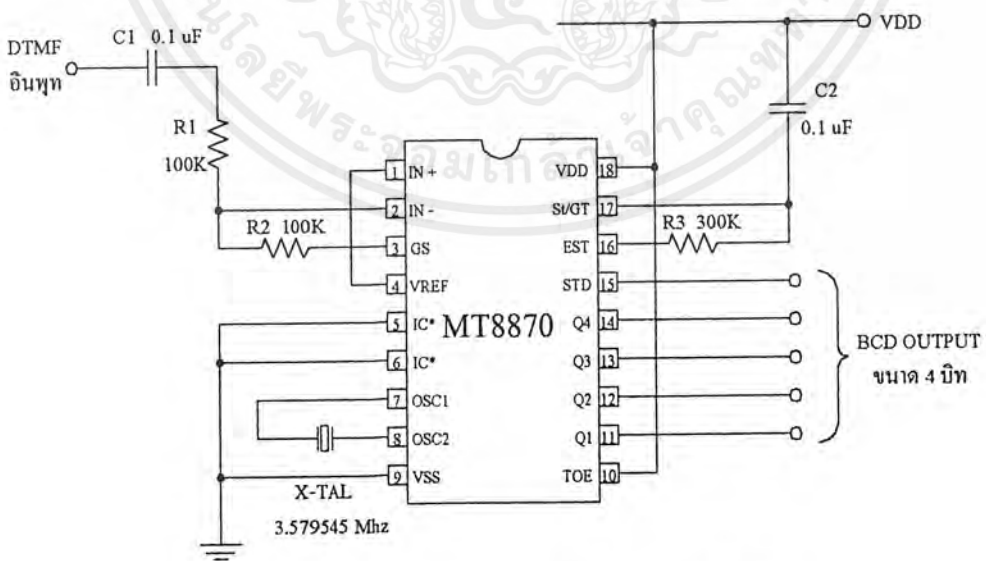 VDD
DTMF
อินพุท
C1 0.1 uF
C2
0.1 uF
R1
100K
R2 100K
R3 300K
1 IN +
2 IN -
3 GS
4 VREF
5 IC*
6 IC*
7 OSC1
8 OSC2
9 VSS
MT8870
VDD 18
St/GT 17
EST 16
STD 15
Q4 14
Q3 13
Q2 12
Q1 11
TOE 10
X-TAL
3.579545 Mhz
BCD OUTPUT
ขนาด 4 บิท